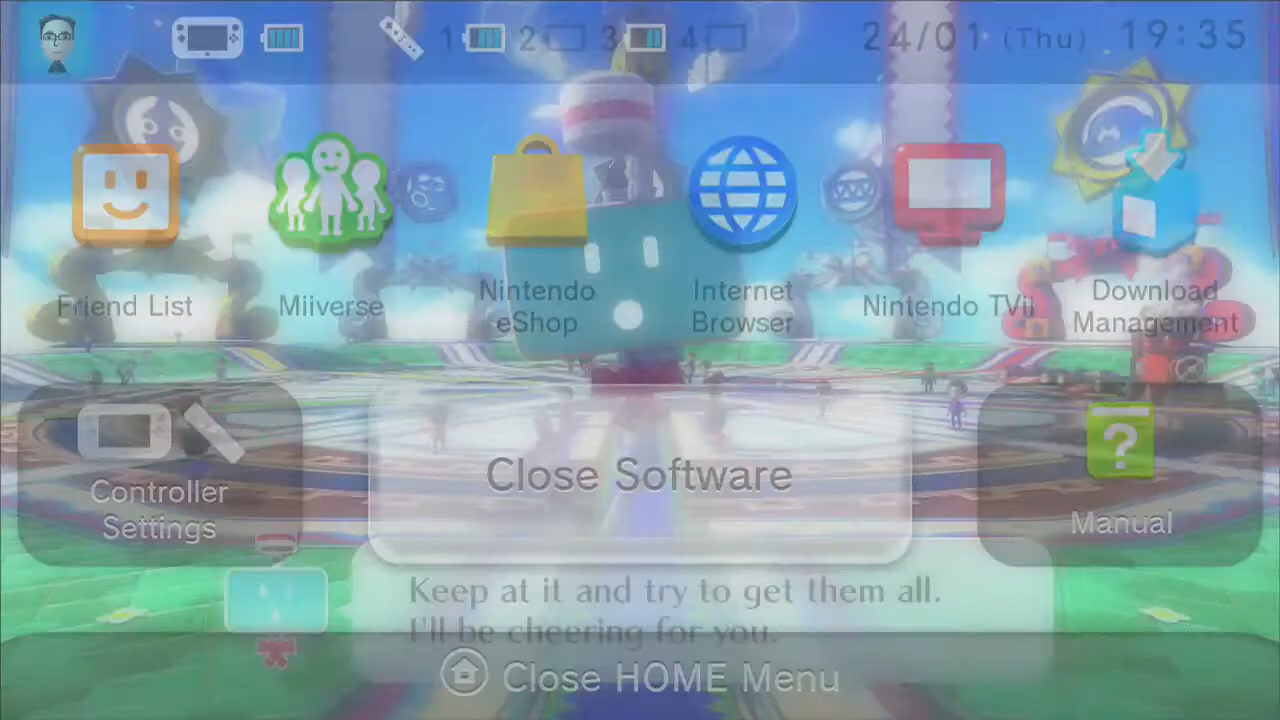 1 2 3 4 24/01 (Thu) 19:35
Friend List
Miiverse
Nintendo
eShop
Internet
Browser
Nintendo TVii
Download
Management
Controller
Settings
Close Software
?
Manual
Keep at it and try to get them all.
I'll be cheering for you.
Close HOME Menu